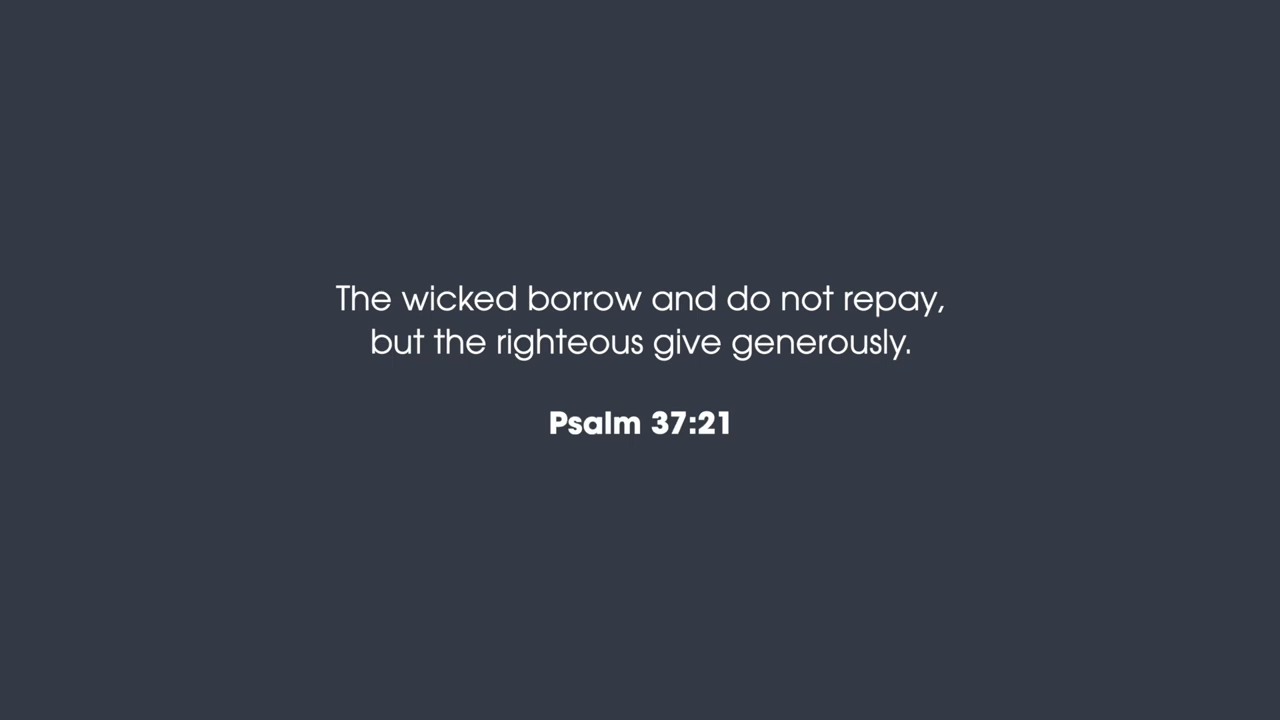 The wicked borrow and do not repay,
but the righteous give generously.
Psalm 37:21